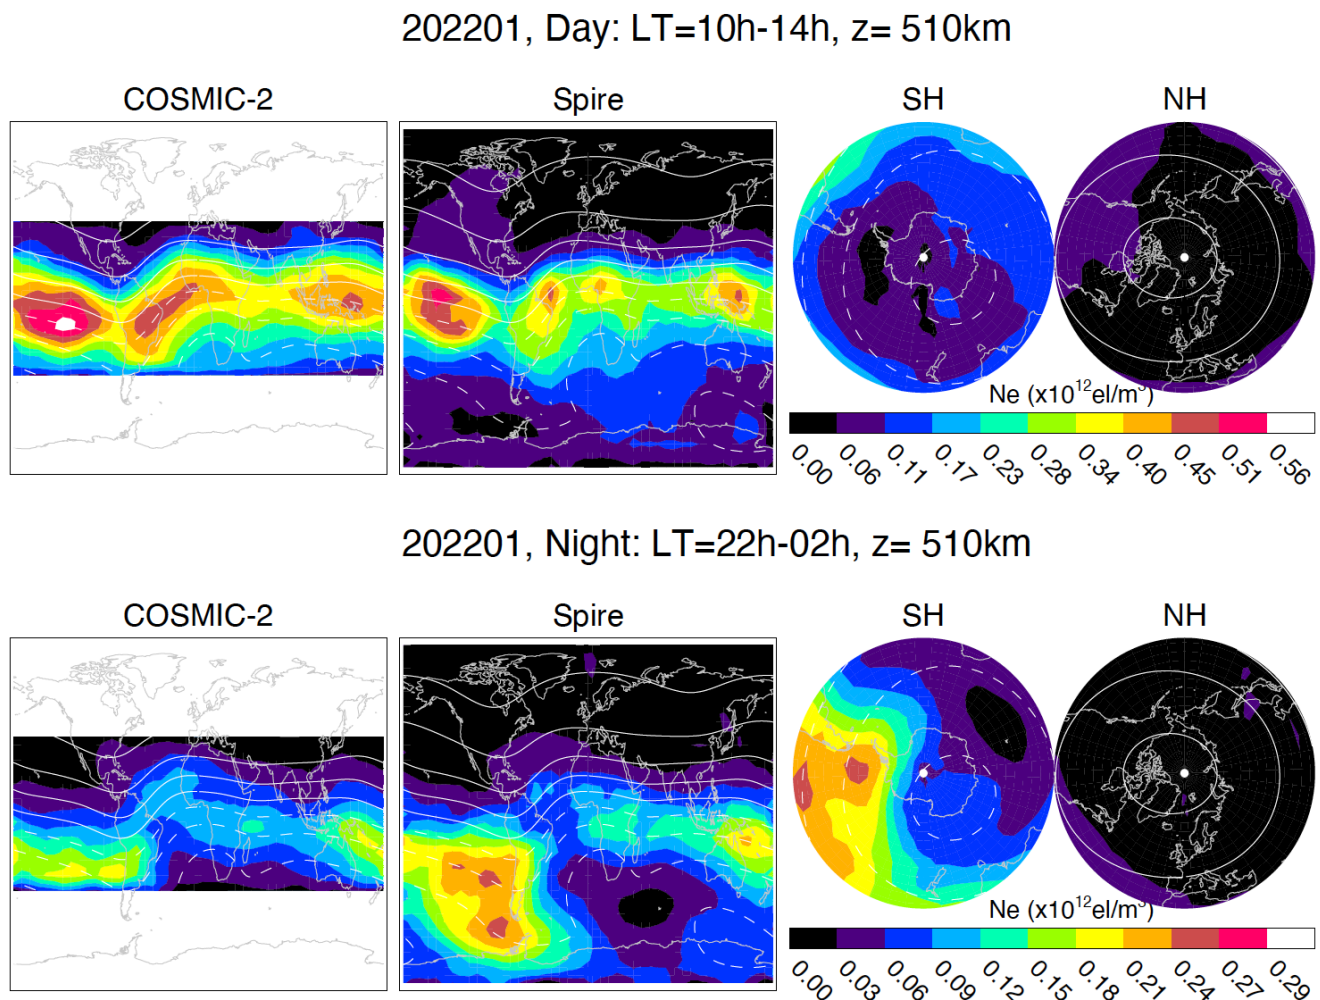 202201, Day: LT=10h-14h, z= 510km
COSMIC-2 Spire SH NH
Ne (x10¹²el/m³)
0.00 0.06 0.11 0.17 0.23 0.28 0.34 0.40 0.45 0.51 0.56
202201, Night: LT=22h-02h, z= 510km
COSMIC-2 Spire SH NH
Ne (x10¹²el/m³)
0.00 0.03 0.06 0.09 0.12 0.15 0.18 0.21 0.24 0.27 0.29